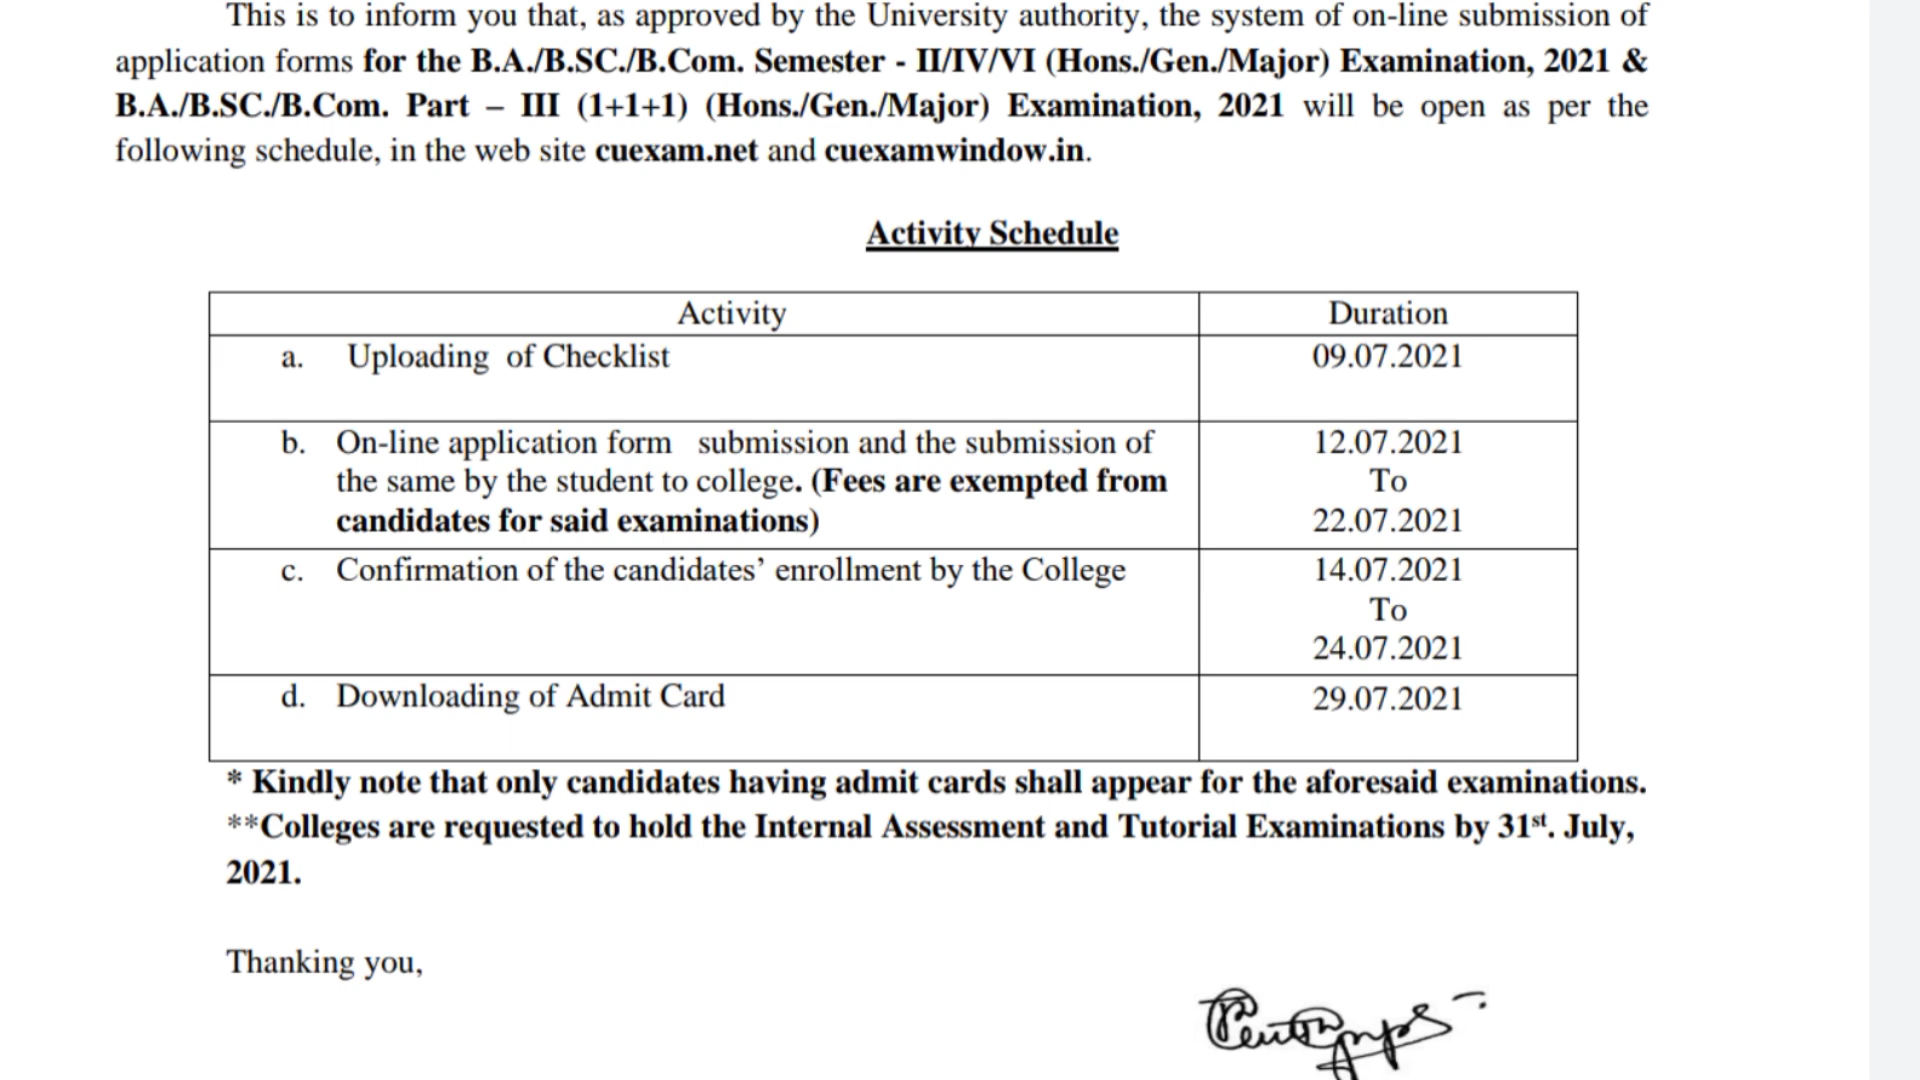 This is to inform you that, as approved by the University authority, the system of on-line submission of
application forms for the B.A./B.SC./B.Com. Semester - II/IV/VI (Hons./Gen./Major) Examination, 2021 &
B.A./B.SC./B.Com. Part – III (1+1+1) (Hons./Gen./Major) Examination, 2021 will be open as per the
following schedule, in the web site cuexam.net and cuexamwindow.in.
Activity Schedule
Activity Duration
a. Uploading of Checklist 09.07.2021
b. On-line application form submission and the submission of 12.07.2021
the same by the student to college. (Fees are exempted from To
candidates for said examinations) 22.07.2021
c. Confirmation of the candidates’ enrollment by the College 14.07.2021
To
24.07.2021
d. Downloading of Admit Card 29.07.2021
* Kindly note that only candidates having admit cards shall appear for the aforesaid examinations.
**Colleges are requested to hold the Internal Assessment and Tutorial Examinations by 31st. July,
2021.
Thanking you,